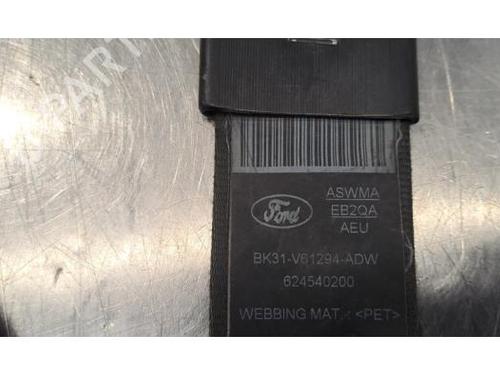 ASWMA
Ford
EB2QA
AEU
BK31-V61294-ADW
624540200
WEBBING MAT.: <PET>